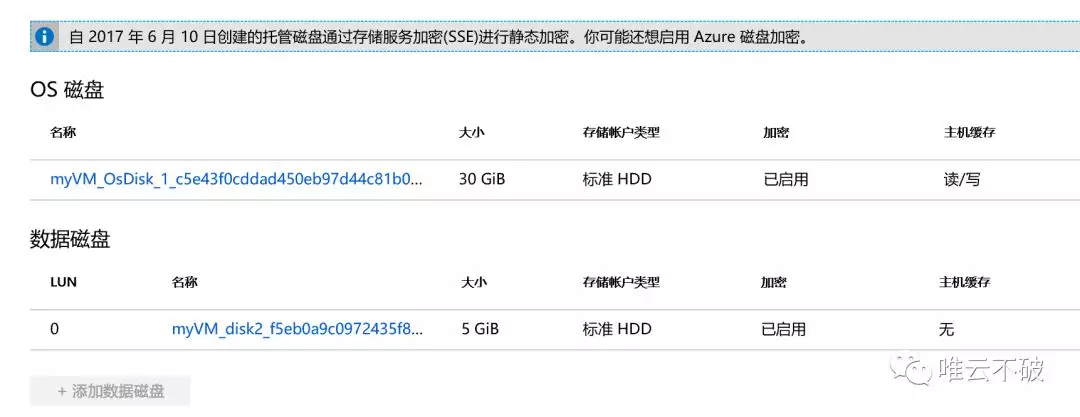 自 2017 年 6 月 10 日创建的托管磁盘通过存储服务加密(SSE)进行静态加密。你可能还想启用 Azure 磁盘加密。
OS 磁盘
名称 大小 存储帐户类型 加密 主机缓存
myVM_OsDisk_1_c5e43f0cddad450eb97d44c81b0... 30 GiB 标准 HDD 已启用 读/写
数据磁盘
LUN 名称 大小 存储帐户类型 加密 主机缓存
0 myVM_disk2_f5eb0a9c0972435f8... 5 GiB 标准 HDD 已启用 无
+ 添加数据磁盘
唯云不破